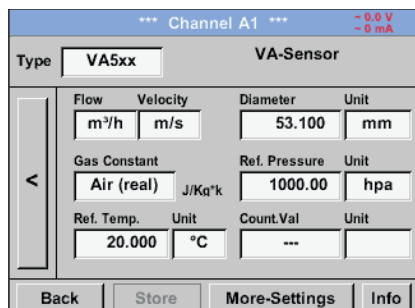 *** Channel A1 *** ~ 0.0 V
~ 0 mA
Type VA5xx VA-Sensor
Flow Velocity Diameter Unit
m³/h m/s 53.100 mm
Gas Constant Ref. Pressure Unit
< Air (real) J/Kg*k 1000.00 hpa
Ref. Temp. Unit Count.Val Unit
20.000 °C ---
Back Store More-Settings Info